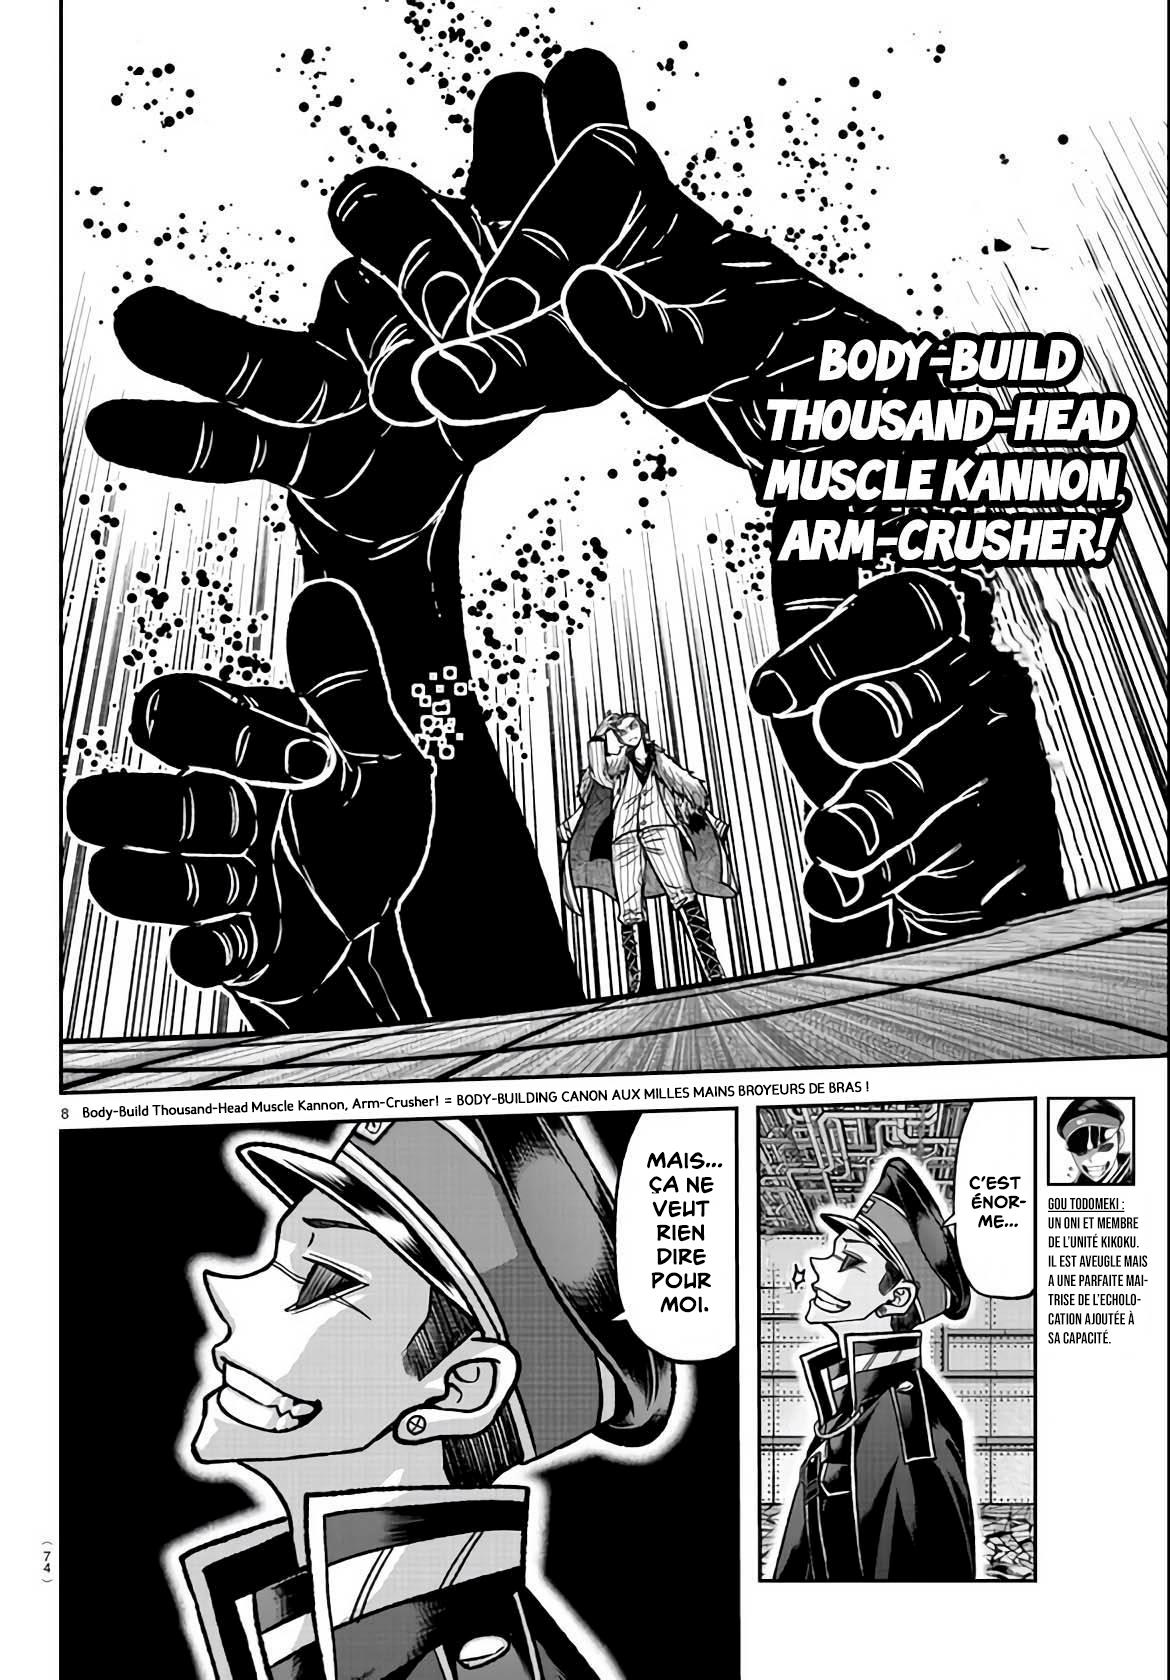 BODY-BUILD
THOUSAND-HEAD
MUSCLE KANNON,
ARM-CRUSHER!
8 Body-Build Thousand-Head Muscle Kannon, Arm-Crusher! = BODY-BUILDING CANON AUX MILLES MAINS BROYEURS DE BRAS !
C'EST
ÉNOR-
ME...
GOU TODOMEKI :
UN ONI ET MEMBRE
DE L'UNITÉ KIKOKU.
IL EST AVEUGLE MAIS
A UNE PARFAITE MAI-
TRISE DE L'ECHOLO-
CATION AJOUTÉE À
SA CAPACITÉ.
MAIS...
ÇA NE
VEUT
RIEN
DIRE
POUR
MOI.
(74)